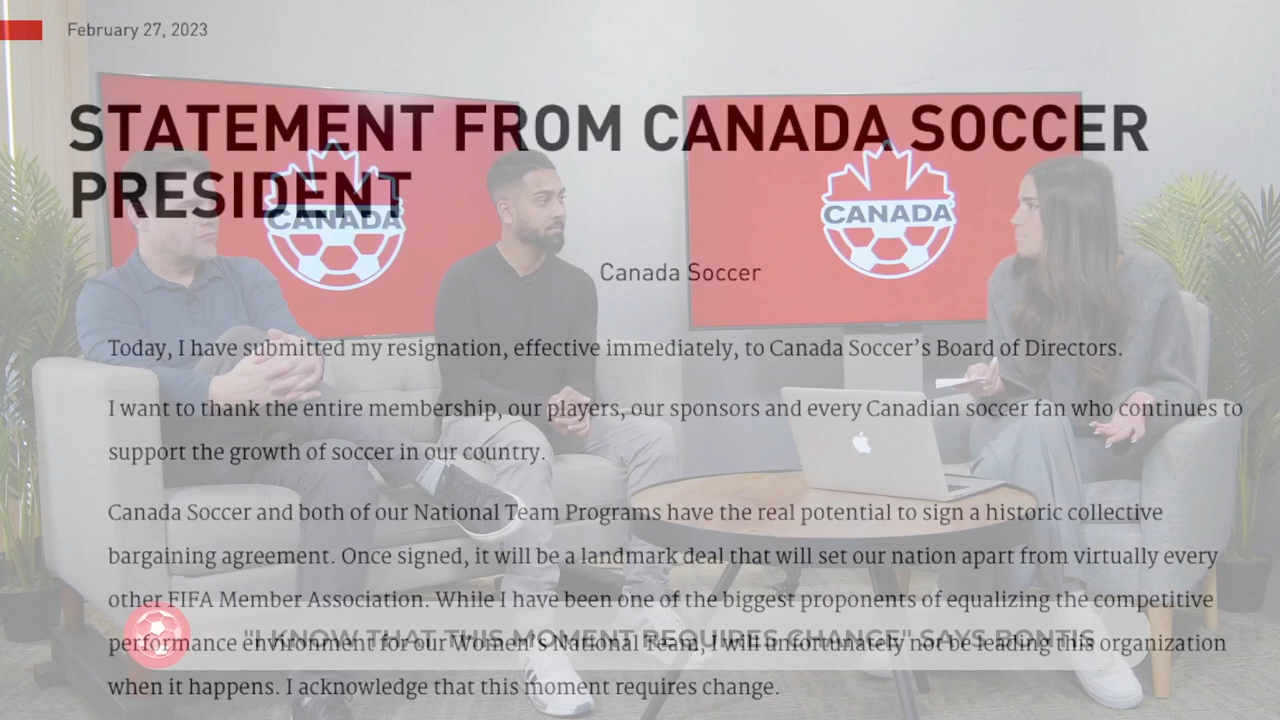 February 27, 2023
STATEMENT FROM CANADA SOCCER
PRESIDENT
CANADA
CANADA
Canada Soccer
Today, I have submitted my resignation, effective immediately, to Canada Soccer’s Board of Directors.
I want to thank the entire membership, our players, our sponsors and every Canadian soccer fan who continues to
support the growth of soccer in our country.
Canada Soccer and both of our National Team Programs have the real potential to sign a historic collective
bargaining agreement. Once signed, it will be a landmark deal that will set our nation apart from virtually every
other FIFA Member Association. While I have been one of the biggest proponents of equalizing the competitive
performance environment for our Women’s National Team, I will unfortunately not be leading this organization
"I KNOW THAT THIS MOMENT REQUIRES CHANGE" SAYS BONTIS
when it happens. I acknowledge that this moment requires change.